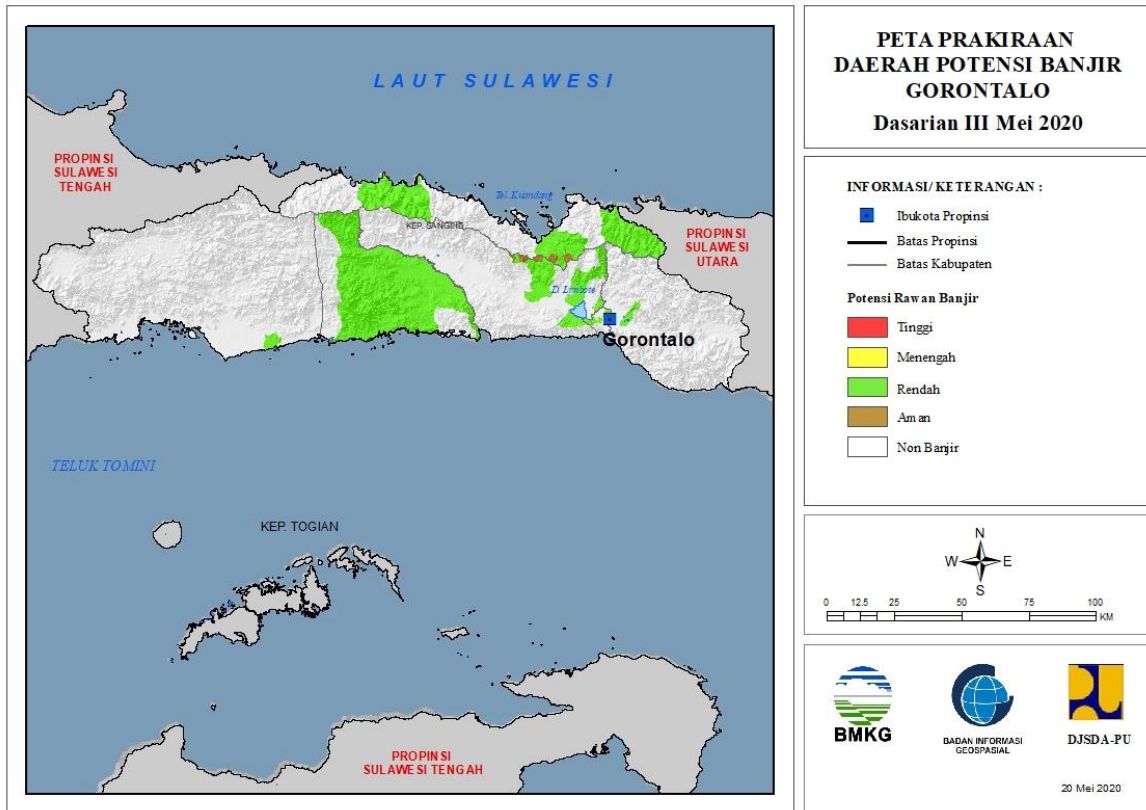 LAUT SULAWESI
PROPINSI
SULAWESI
TENGAH
Tel. Kuandang
KEP. SANGIHE
PROPINSI
SULAWESI
UTARA
D. Limboto
Gorontalo
TELUK TOMINI
KEP. TOGIAN
PROPINSI
SULAWESI TENGAH
PETA PRAKIRAAN
DAERAH POTENSI BANJIR
GORONTALO
Dasarian III Mei 2020
INFORMASI/ KETERANGAN :
Ibukota Propinsi
Batas Propinsi
Batas Kabupaten
Potensi Rawan Banjir
Tinggi
Menengah
Rendah
Aman
Non Banjir
N
W E
S
0 12.5 25 50 75 100
KM
BMKG
BADAN INFORMASI
GEOSPASIAL
DJSDA-PU
20 Mei 2020